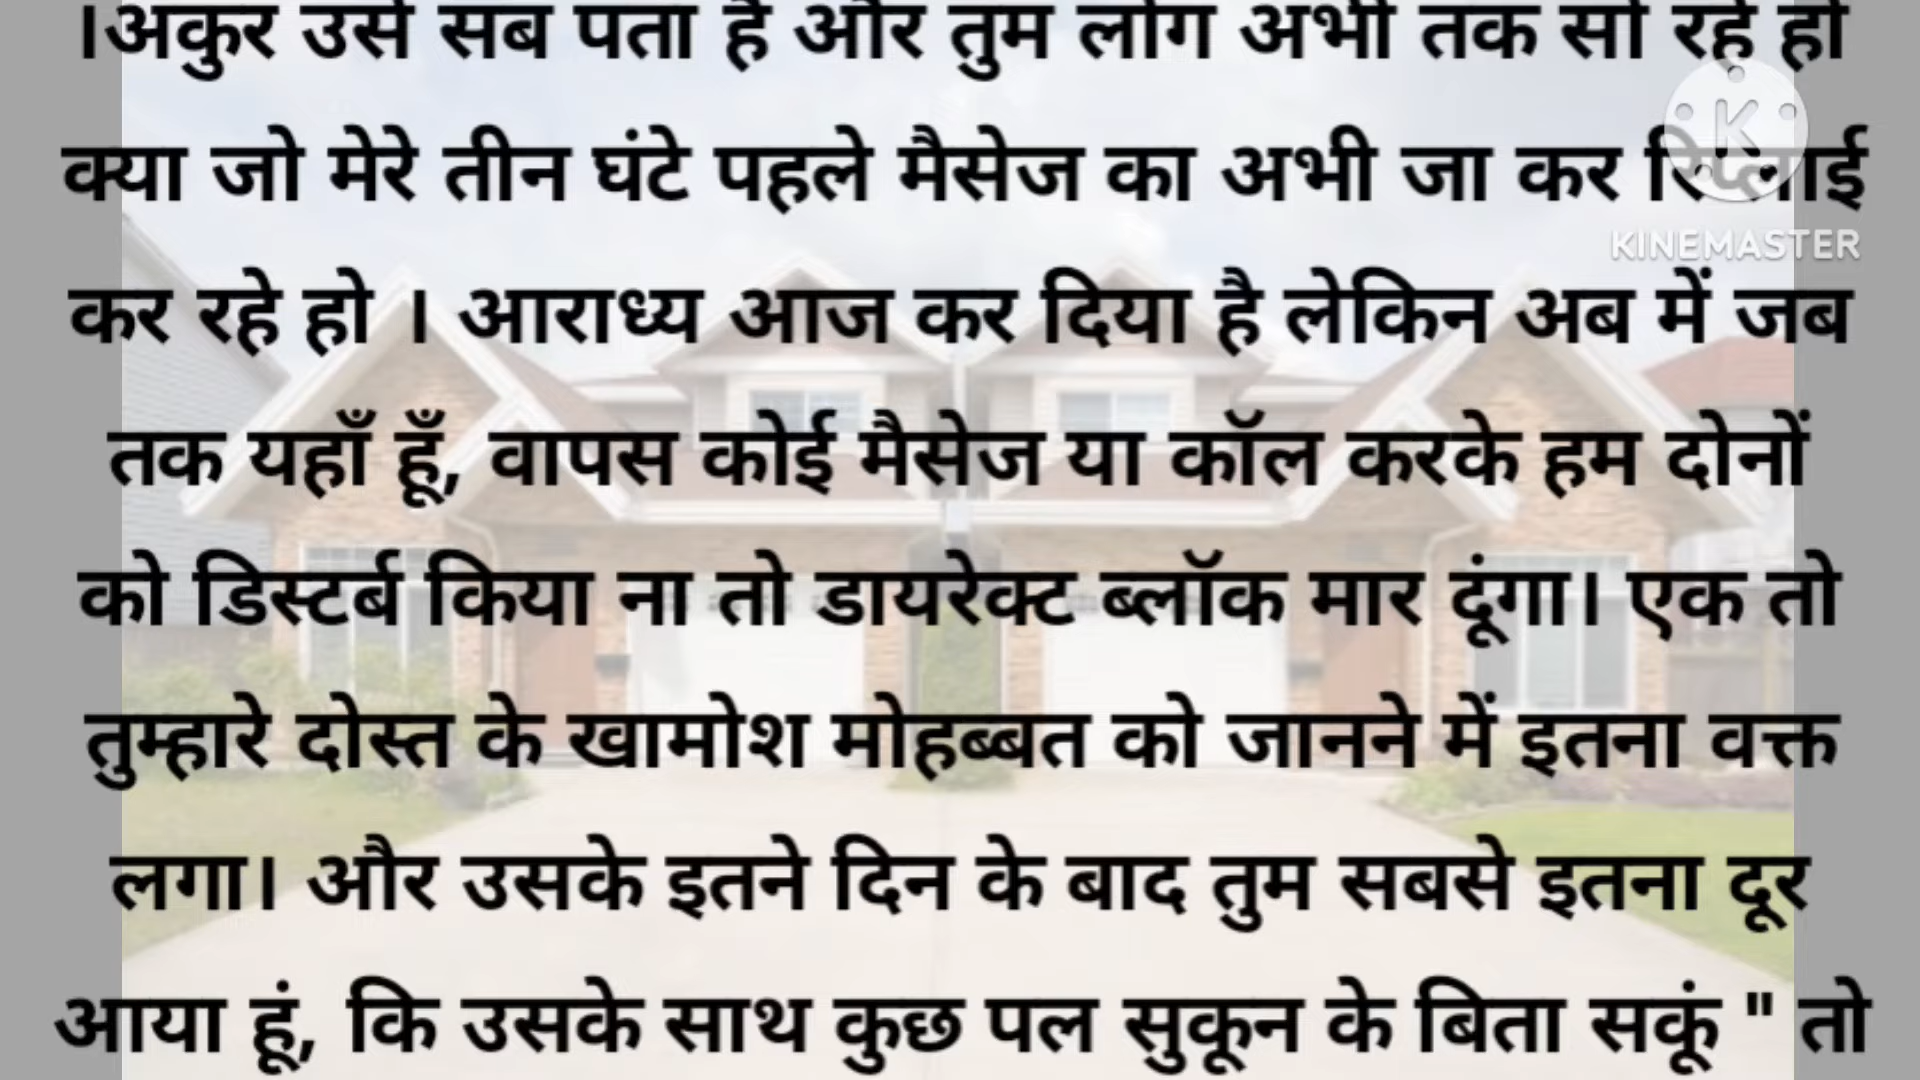 ।अंकुर उसे सब पता है और तुम लोग अभी तक सो रहे हो
क्या जो मेरे तीन घंटे पहले मैसेज का अभी जा कर रिप्लाई
कर रहे हो । आराध्य आज कर दिया है लेकिन अब में जब
तक यहाँ हूँ, वापस कोई मैसेज या कॉल करके हम दोनों
को डिस्टर्ब किया ना तो डायरेक्ट ब्लॉक मार दूंगा। एक तो
तुम्हारे दोस्त के खामोश मोहब्बत को जानने में इतना वक्त
लगा। और उसके इतने दिन के बाद तुम सबसे इतना दूर
आया हूं, कि उसके साथ कुछ पल सुकून के बिता सकूं " तो
K
KINEMASTER